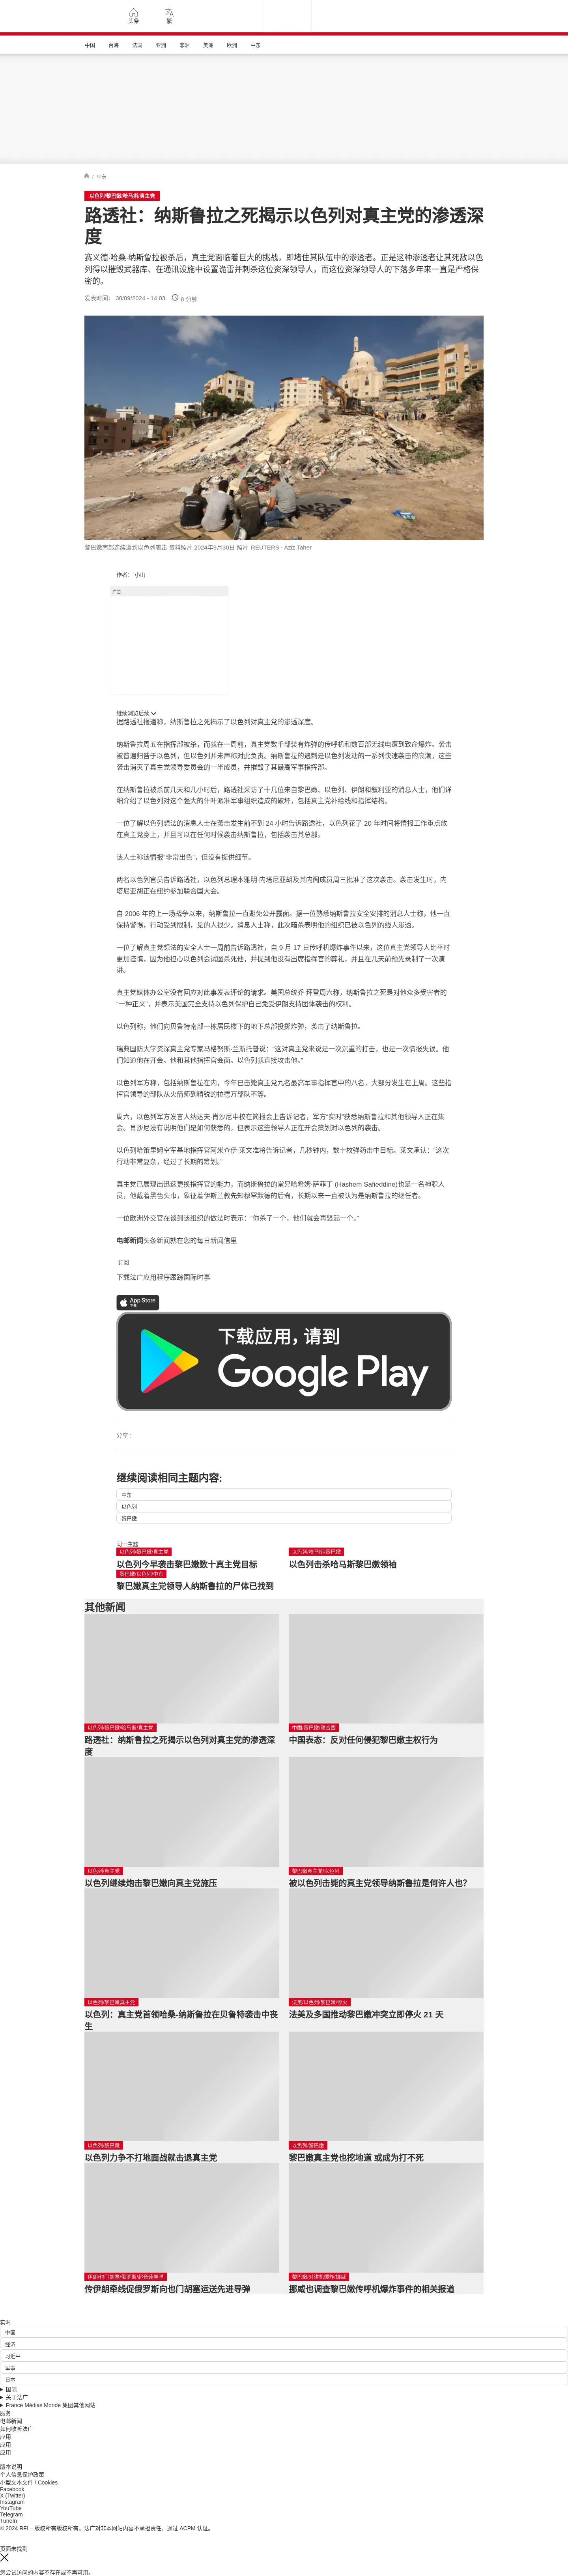 头条
繁
中国 台海 法国 亚洲 非洲 美洲 欧洲 中东
/ 中东
以色列/黎巴嫩/哈马斯/真主党
路透社：纳斯鲁拉之死揭示以色列对真主党的渗透深度
赛义德·哈桑·纳斯鲁拉被杀后，真主党面临着巨大的挑战，即堵住其队伍中的渗透者。正是这种渗透者让其死敌以色列得以摧毁武器库、在通讯设施中设置诡雷并刺杀这位资深领导人，而这位资深领导人的下落多年来一直是严格保密的。
发表时间： 30/09/2024 - 14:03 8 分钟
黎巴嫩南部连续遭到以色列袭击 资料照片 2024年9月30日 照片 REUTERS - Aziz Taher
作者： 小山
广告
继续浏览后续
据路透社报道称，纳斯鲁拉之死揭示了以色列对真主党的渗透深度。
纳斯鲁拉周五在指挥部被杀，而就在一周前，真主党数千部装有炸弹的传呼机和数百部无线电遭到致命爆炸。袭击被普遍归咎于以色列，但以色列并未声称对此负责。纳斯鲁拉的遇刺是以色列发动的一系列快速袭击的高潮，这些袭击消灭了真主党领导委员会的一半成员，并摧毁了其最高军事指挥部。
在纳斯鲁拉被杀前几天和几小时后，路透社采访了十几位来自黎巴嫩、以色列、伊朗和叙利亚的消息人士，他们详细介绍了以色列对这个强大的什叶派准军事组织造成的破坏，包括真主党补给线和指挥结构。
一位了解以色列想法的消息人士在袭击发生前不到 24 小时告诉路透社，以色列花了 20 年时间将情报工作重点放在真主党身上，并且可以在任何时候袭击纳斯鲁拉，包括袭击其总部。
该人士称该情报“非常出色”，但没有提供细节。
两名以色列官员告诉路透社，以色列总理本雅明·内塔尼亚胡及其内阁成员周三批准了这次袭击。袭击发生时，内塔尼亚胡正在纽约参加联合国大会。
自 2006 年的上一场战争以来，纳斯鲁拉一直避免公开露面。据一位熟悉纳斯鲁拉安全安排的消息人士称，他一直保持警惕，行动受到限制，见的人很少。消息人士称，此次暗杀表明他的组织已被以色列的线人渗透。
一位了解真主党想法的安全人士一周前告诉路透社，自 9 月 17 日传呼机爆炸事件以来，这位真主党领导人比平时更加谨慎，因为他担心以色列会试图杀死他，并提到他没有出席指挥官的葬礼，并且在几天前预先录制了一次演讲。
真主党媒体办公室没有回应对此事发表评论的请求。美国总统乔·拜登周六称，纳斯鲁拉之死是对他众多受害者的“一种正义”，并表示美国完全支持以色列保护自己免受伊朗支持团体袭击的权利。
以色列称，他们向贝鲁特南部一栋居民楼下的地下总部投掷炸弹，袭击了纳斯鲁拉。
瑞典国防大学资深真主党专家马格努斯·兰斯托普说：“这对真主党来说是一次沉重的打击，也是一次情报失误。他们知道他在开会。他和其他指挥官会面。以色列就直接攻击他。”
以色列军方称，包括纳斯鲁拉在内，今年已击毙真主党九名最高军事指挥官中的八名，大部分发生在上周。这些指挥官领导的部队从火箭师到精锐的拉德万部队不等。
周六，以色列军方发言人纳达夫·肖沙尼中校在简报会上告诉记者，军方“实时”获悉纳斯鲁拉和其他领导人正在集会。肖沙尼没有说明他们是如何获悉的，但表示这些领导人正在开会策划对以色列的袭击。
以色列哈策里姆空军基地指挥官阿米查伊·莱文准将告诉记者，几秒钟内，数十枚弹药击中目标。莱文承认：“这次行动非常复杂，经过了长期的筹划。”
真主党已展现出迅速更换指挥官的能力，而纳斯鲁拉的堂兄哈希姆·萨菲丁 (Hashem Safieddine)也是一名神职人员，他戴着黑色头巾，象征着伊斯兰教先知穆罕默德的后裔，长期以来一直被认为是纳斯鲁拉的继任者。
一位欧洲外交官在谈到该组织的做法时表示：“你杀了一个，他们就会再竖起一个。”
电邮新闻头条新闻就在您的每日新闻信里
订阅
下载法广应用程序跟踪国际时事
App Store
下载
下载应用，请到
Google Play
分享 :
继续阅读相同主题内容:
中东
以色列
黎巴嫩
同一主题
以色列/黎巴嫩/真主党
以色列今早袭击黎巴嫩数十真主党目标
以色列/哈马斯/黎巴嫩
以色列击杀哈马斯黎巴嫩领袖
黎巴嫩/以色列/中东
黎巴嫩真主党领导人纳斯鲁拉的尸体已找到
其他新闻
以色列/黎巴嫩/哈马斯/真主党
路透社：纳斯鲁拉之死揭示以色列对真主党的渗透深度
中国/黎巴嫩/联合国
中国表态：反对任何侵犯黎巴嫩主权行为
以色列/真主党
以色列继续炮击黎巴嫩向真主党施压
黎巴嫩真主党/以色列
被以色列击毙的真主党领导纳斯鲁拉是何许人也？
以色列/黎巴嫩真主党
以色列：真主党首领哈桑-纳斯鲁拉在贝鲁特袭击中丧生
法美/以色列/黎巴嫩/停火
法美及多国推动黎巴嫩冲突立即停火 21 天
以色列/黎巴嫩
以色列力争不打地面战就击退真主党
以色列/黎巴嫩
黎巴嫩真主党也挖地道 或成为打不死
伊朗/也门胡塞/俄罗斯/超音速导弹
传伊朗牵线促俄罗斯向也门胡塞运送先进导弹
黎巴嫩/对讲机爆炸/挪威
挪威也调查黎巴嫩传呼机爆炸事件的相关报道
实时
中国
经济
习近平
军事
日本
国际
关于法广
France Médias Monde 集团其他网站
服务
电邮新闻
如何收听法广
应用
应用
应用
版本说明
个人信息保护政策
小型文本文件 / Cookies
Facebook
X (Twitter)
Instagram
YouTube
Telegram
TuneIn
© 2024 RFI – 版权所有版权所有。法广对非本网站内容不承担责任。通过 ACPM 认证。
页面未找到
您尝试访问的内容不存在或不再可用。